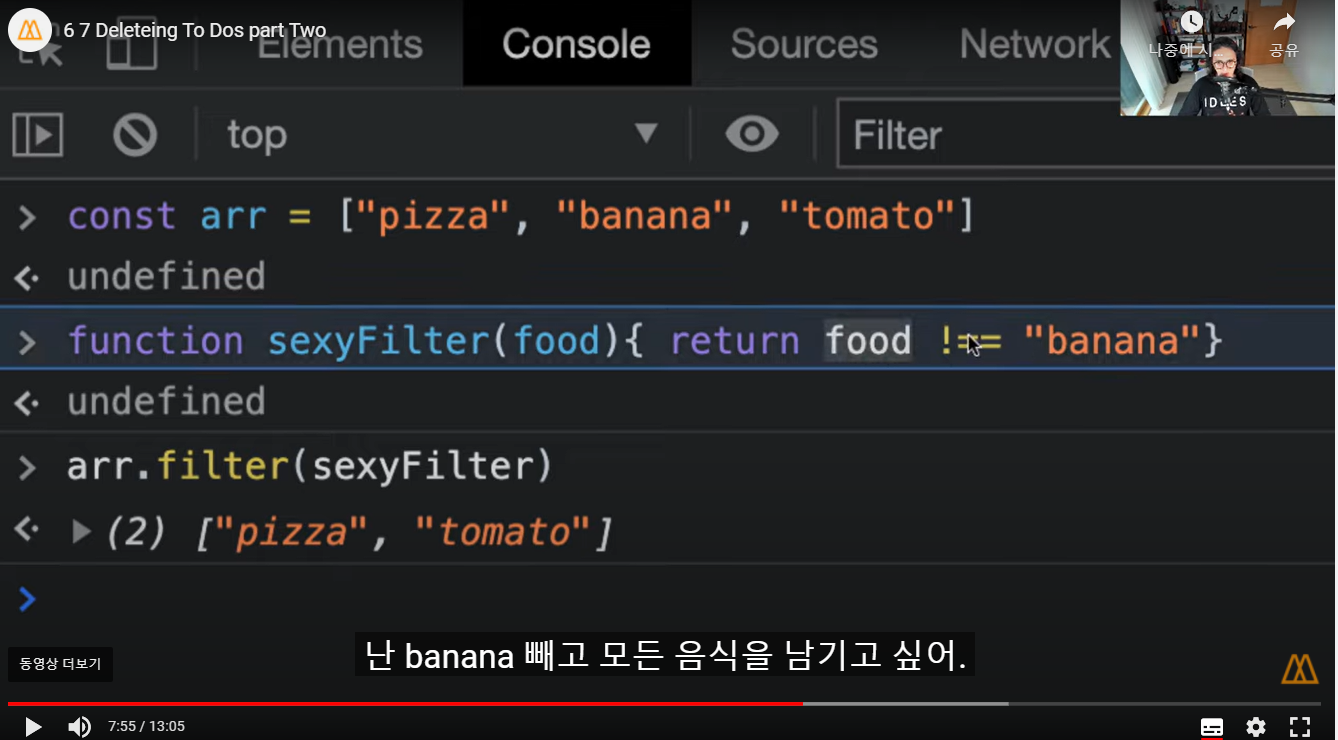 6 7 Deleteing To Dos part Two
Elements Console Sources Network
나중에 시... 공유
IDLES
top Filter
> const arr = ["pizza", "banana", "tomato"]
undefined
> function sexyFilter(food){ return food !== "banana"}
undefined
> arr.filter(sexyFilter)
(2) ["pizza", "tomato"]
>
난 banana 빼고 모든 음식을 남기고 싶어.
동영상 더보기
7:55 / 13:05